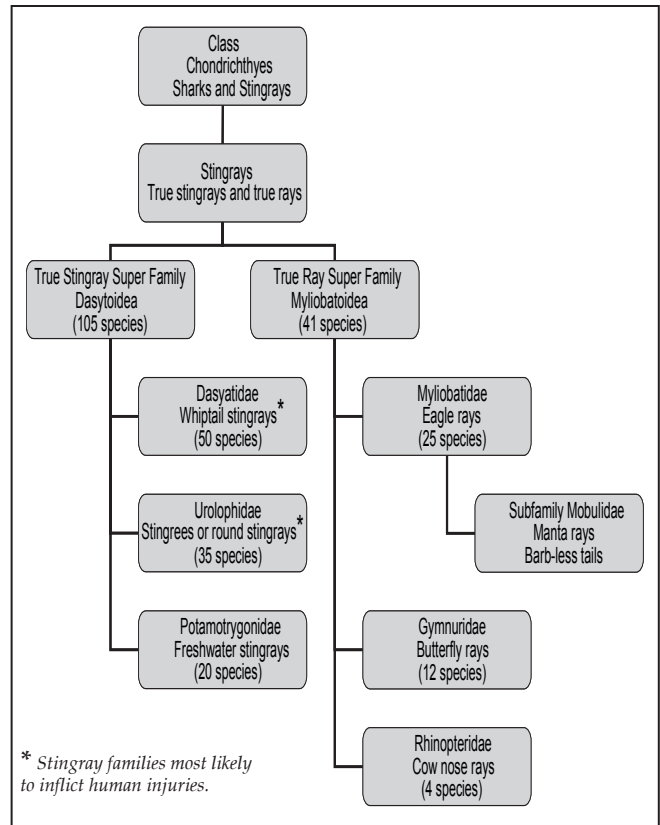 Class
Chondrichthyes
Sharks and Stingrays
Stingrays
True stingrays and true rays
True Stingray Super Family
Dasytoidea
(105 species)
True Ray Super Family
Myliobatoidea
(41 species)
Dasyatidae
Whiptail stingrays*
(50 species)
Myliobatidae
Eagle rays
(25 species)
Urolophidae
Stingrees or round stingrays*
(35 species)
Subfamily Mobulidae
Manta rays
Barb-less tails
Potamotrygonidae
Freshwater stingrays
(20 species)
Gymnuridae
Butterfly rays
(12 species)
Rhinopteridae
Cow nose rays
(4 species)
* Stingray families most likely
to inflict human injuries.